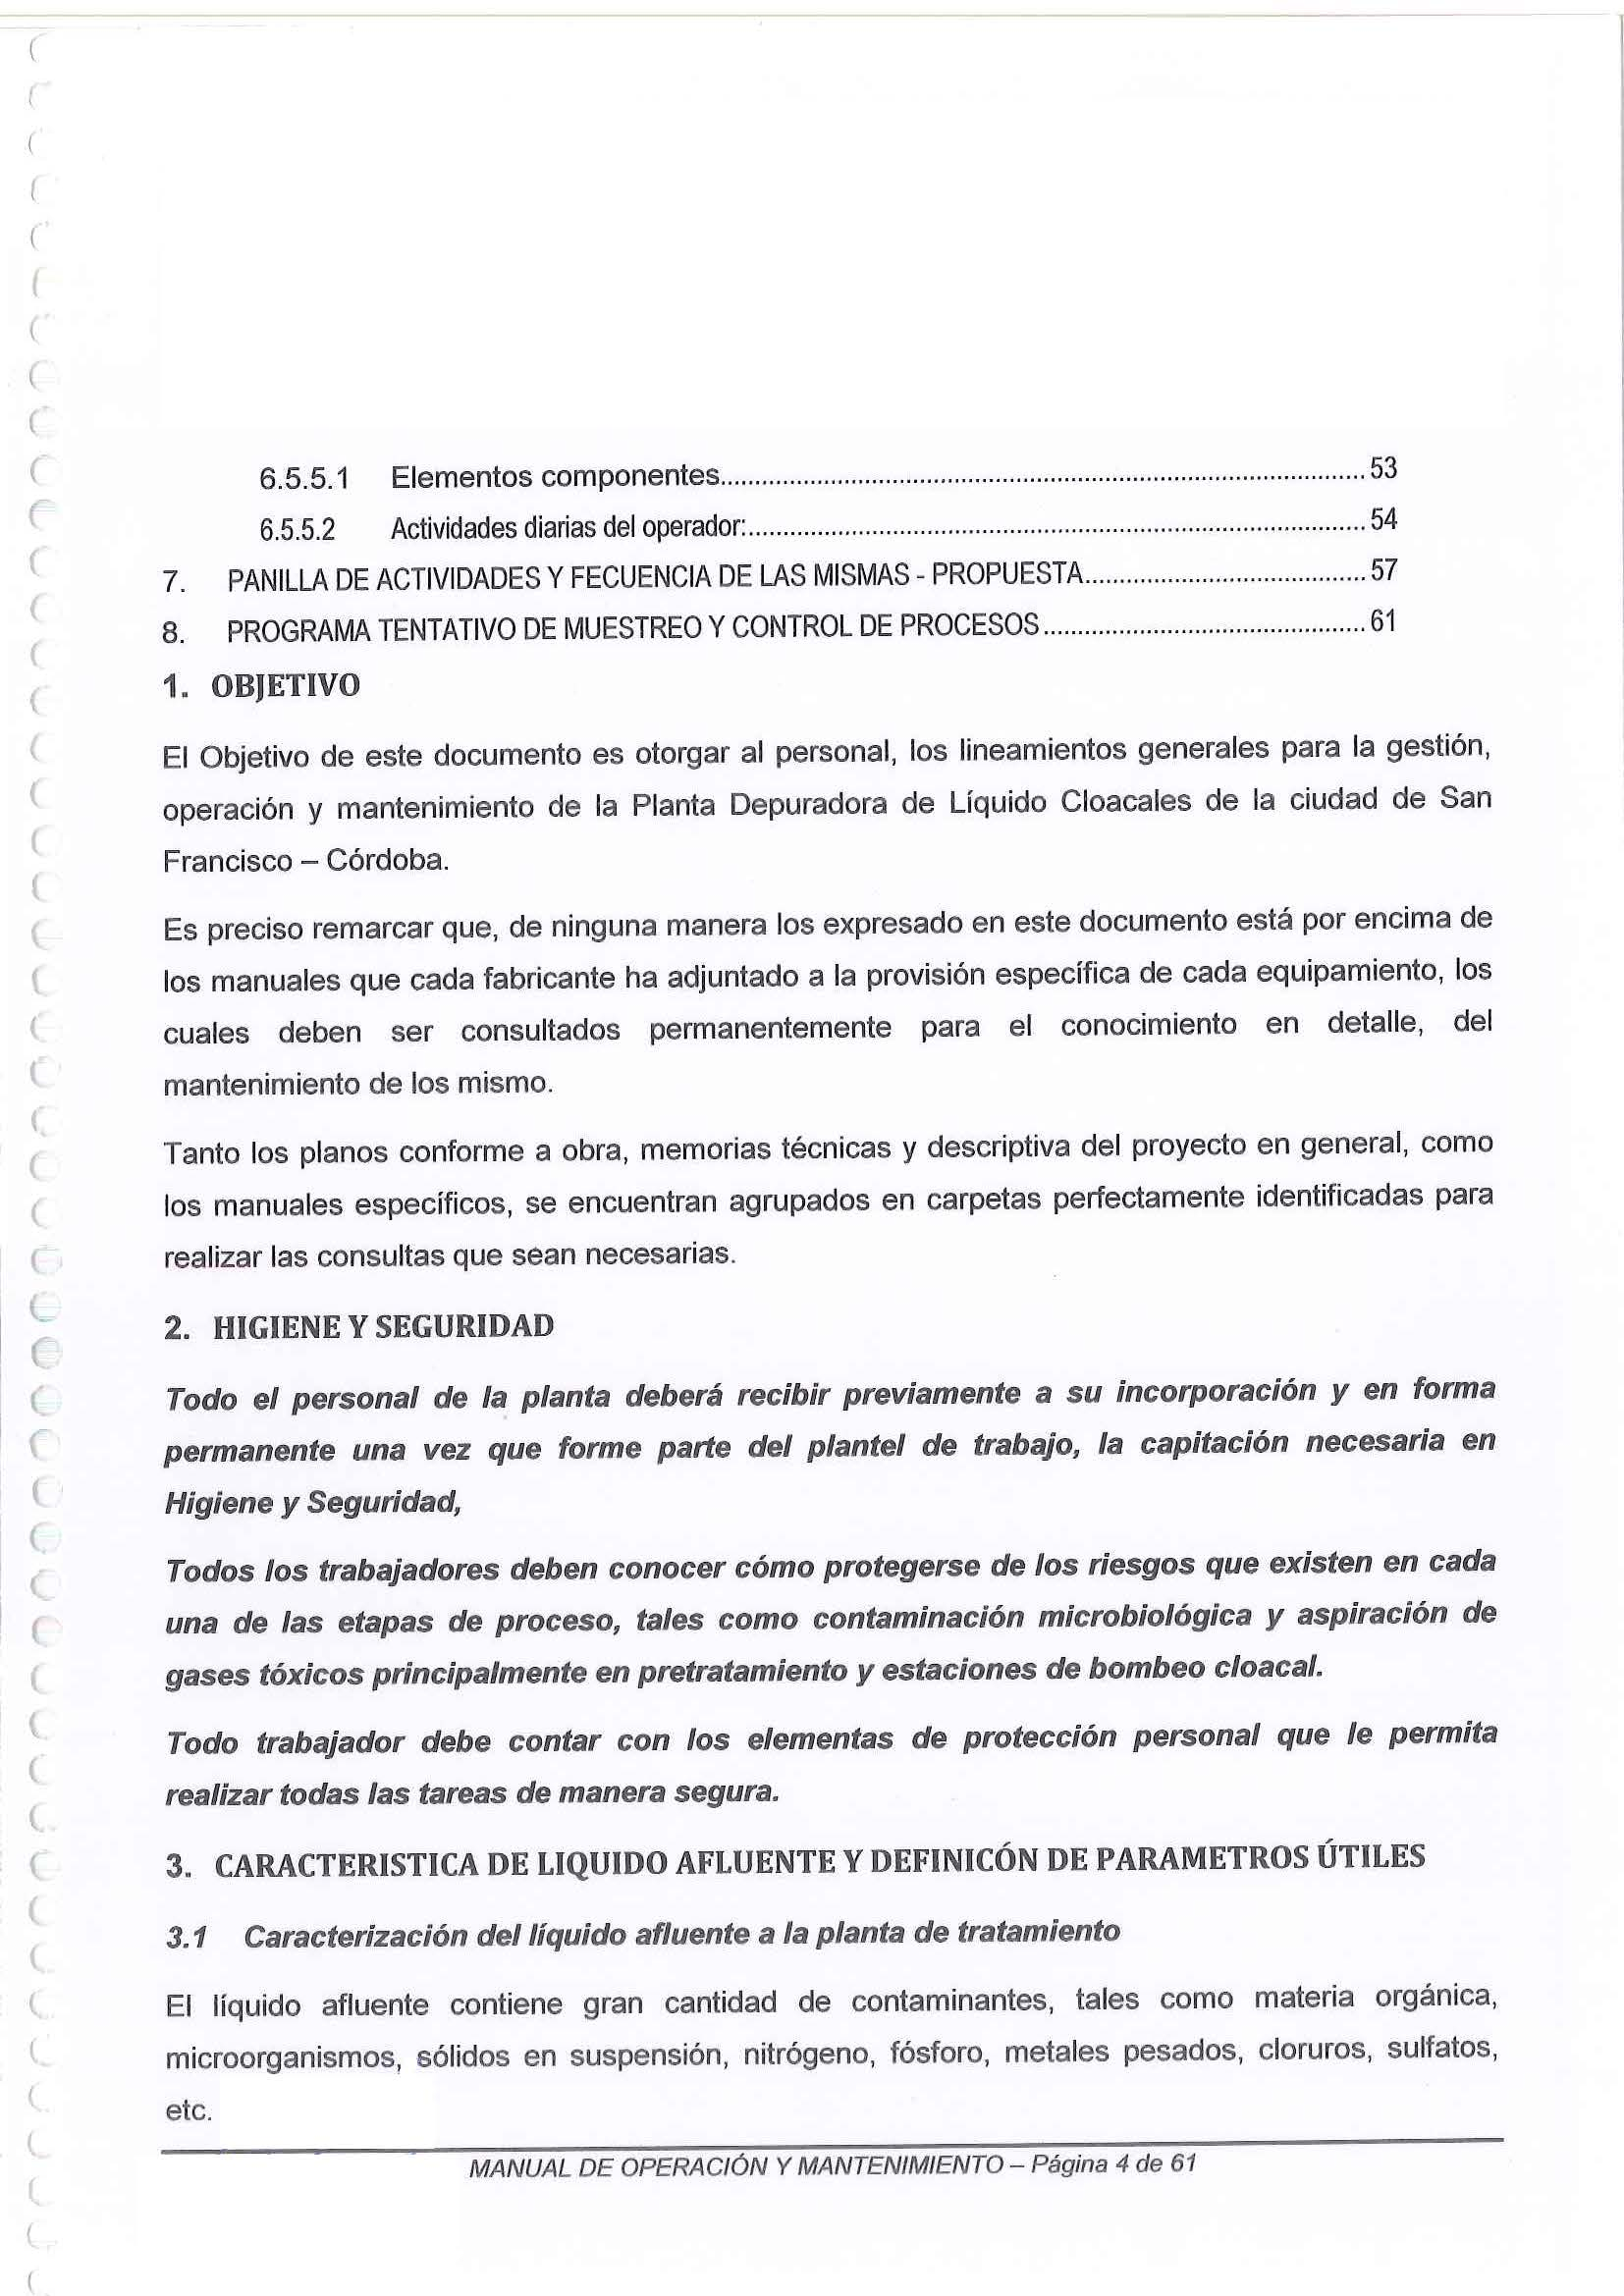 6.5.5.1 Elementos componentes.................................................53
6.5.5.2 Actividades diarias del operador:.................................................54
7. PANILLA DE ACTIVIDADES Y FECUENCIA DE LAS MISMAS - PROPUESTA.................................57
8. PROGRAMA TENTATIVO DE MUESTREO Y CONTROL DE PROCESOS.................................61
1. OBJETIVO
El Objetivo de este documento es otorgar al personal, los lineamientos generales para la gestión,
operación y mantenimiento de la Planta Depuradora de Líquido Cloacales de la ciudad de San
Francisco – Córdoba.
Es preciso remarcar que, de ninguna manera los expresado en este documento está por encima de
los manuales que cada fabricante ha adjuntado a la provisión específica de cada equipamiento, los
cuales deben ser consultados permanentemente para el conocimiento en detalle, del
mantenimiento de los mismo.
Tanto los planos conforme a obra, memorias técnicas y descriptiva del proyecto en general, como
los manuales específicos, se encuentran agrupados en carpetas perfectamente identificadas para
realizar las consultas que sean necesarias.
2. HIGIENE Y SEGURIDAD
Todo el personal de la planta deberá recibir previamente a su incorporación y en forma
permanente una vez que forme parte del plantel de trabajo, la capitación necesaria en
Higiene y Seguridad,
Todos los trabajadores deben conocer cómo protegerse de los riesgos que existen en cada
una de las etapas de proceso, tales como contaminación microbiológica y aspiración de
gases tóxicos principalmente en pretratamiento y estaciones de bombeo cloacal.
Todo trabajador debe contar con los elementas de protección personal que le permita
realizar todas las tareas de manera segura.
3. CARACTERISTICA DE LIQUIDO AFLUENTE Y DEFINICÓN DE PARAMETROS ÚTILES
3.1 Caracterización del líquido afluente a la planta de tratamiento
El líquido afluente contiene gran cantidad de contaminantes, tales como materia orgánica,
microorganismos, sólidos en suspensión, nitrógeno, fósforo, metales pesados, cloruros, sulfatos,
etc.
MANUAL DE OPERACIÓN Y MANTENIMIENTO – Página 4 de 61